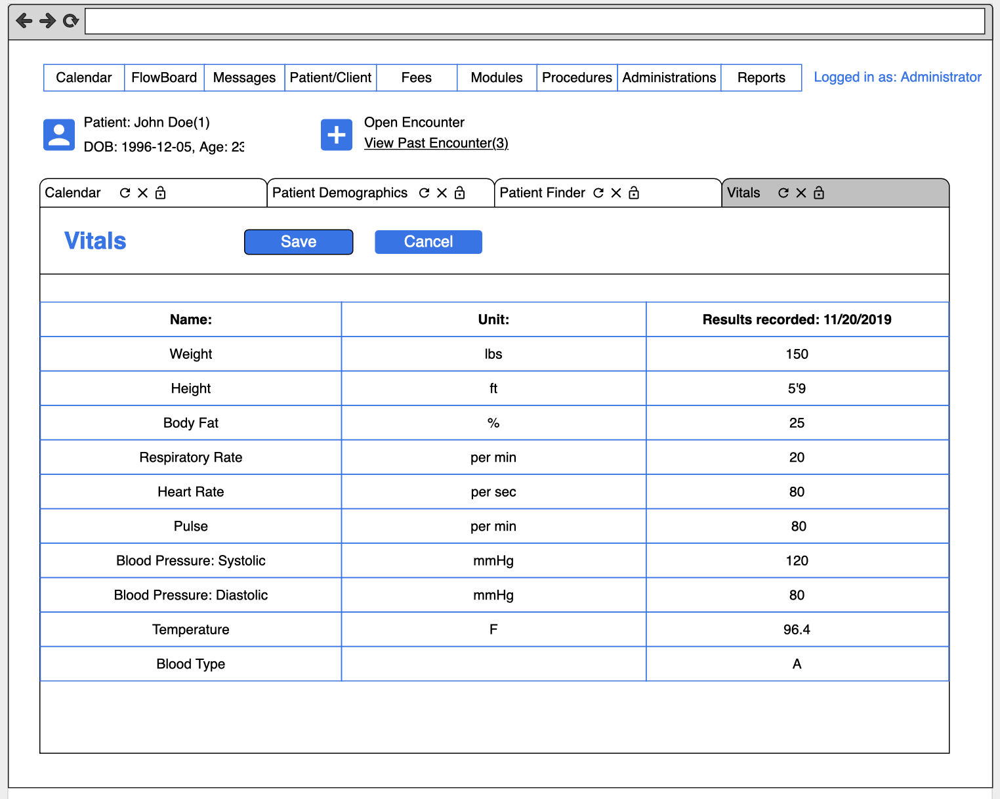 Calendar FlowBoard Messages Patient/Client Fees Modules Procedures Administrations Reports Logged in as: Administrator
Patient: John Doe(1)
DOB: 1996-12-05, Age: 23
Open Encounter
View Past Encounter(3)
Calendar Patient Demographics Patient Finder Vitals
Vitals Save Cancel
Name: Unit: Results recorded: 11/20/2019
Weight lbs 150
Height ft 5'9
Body Fat % 25
Respiratory Rate per min 20
Heart Rate per sec 80
Pulse per min 80
Blood Pressure: Systolic mmHg 120
Blood Pressure: Diastolic mmHg 80
Temperature F 96.4
Blood Type A